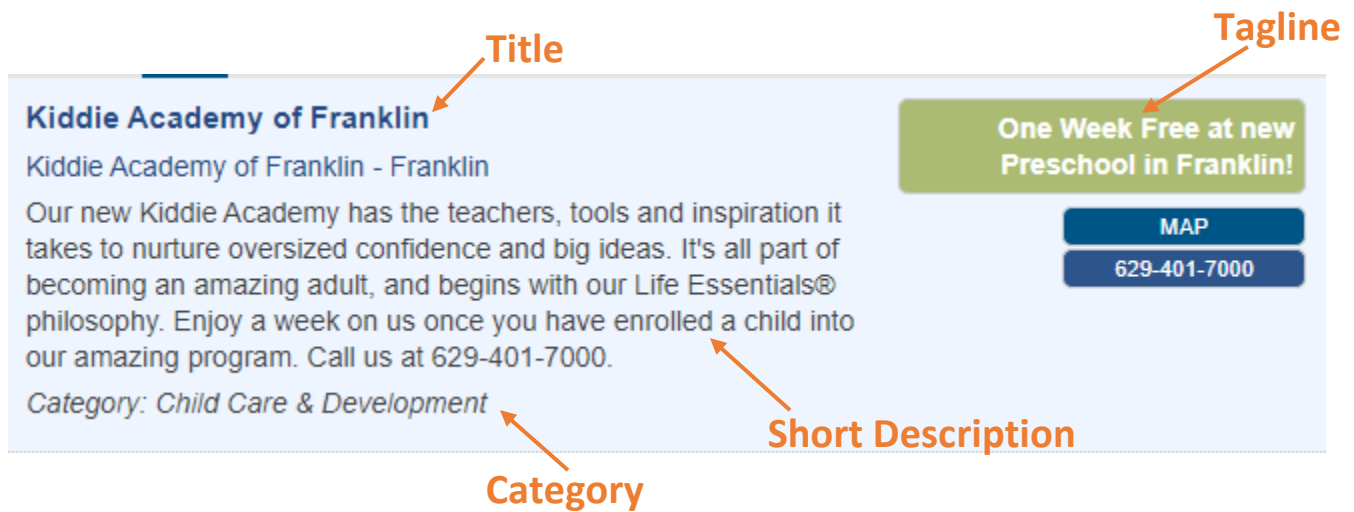 Title
Tagline
Kiddie Academy of Franklin
Kiddie Academy of Franklin - Franklin
Our new Kiddie Academy has the teachers, tools and inspiration it
takes to nurture oversized confidence and big ideas. It's all part of
becoming an amazing adult, and begins with our Life Essentials®
philosophy. Enjoy a week on us once you have enrolled a child into
our amazing program. Call us at 629-401-7000.
Category: Child Care & Development
One Week Free at new
Preschool in Franklin!
MAP
629-401-7000
Short Description
Category